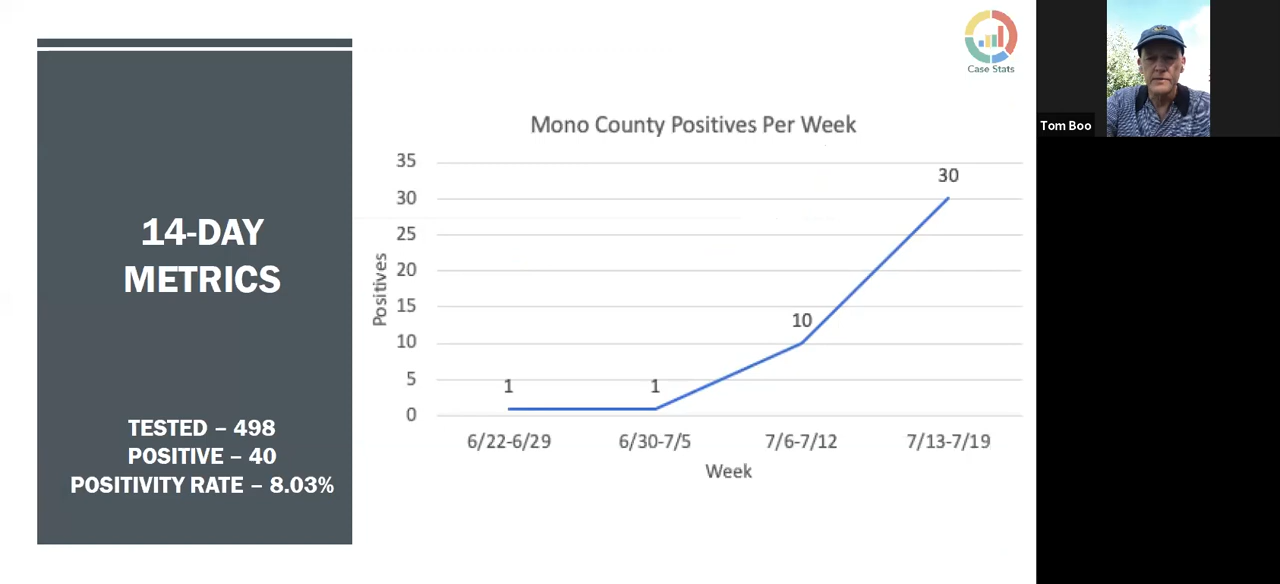 14-DAY
METRICS
TESTED – 498
POSITIVE – 40
POSITIVITY RATE – 8.03%
Case Stats
Mono County Positives Per Week
Positives
35
30
25
20
15
10
5
0
1
1
10
30
6/22-6/29
6/30-7/5
7/6-7/12
7/13-7/19
Week
Tom Boo